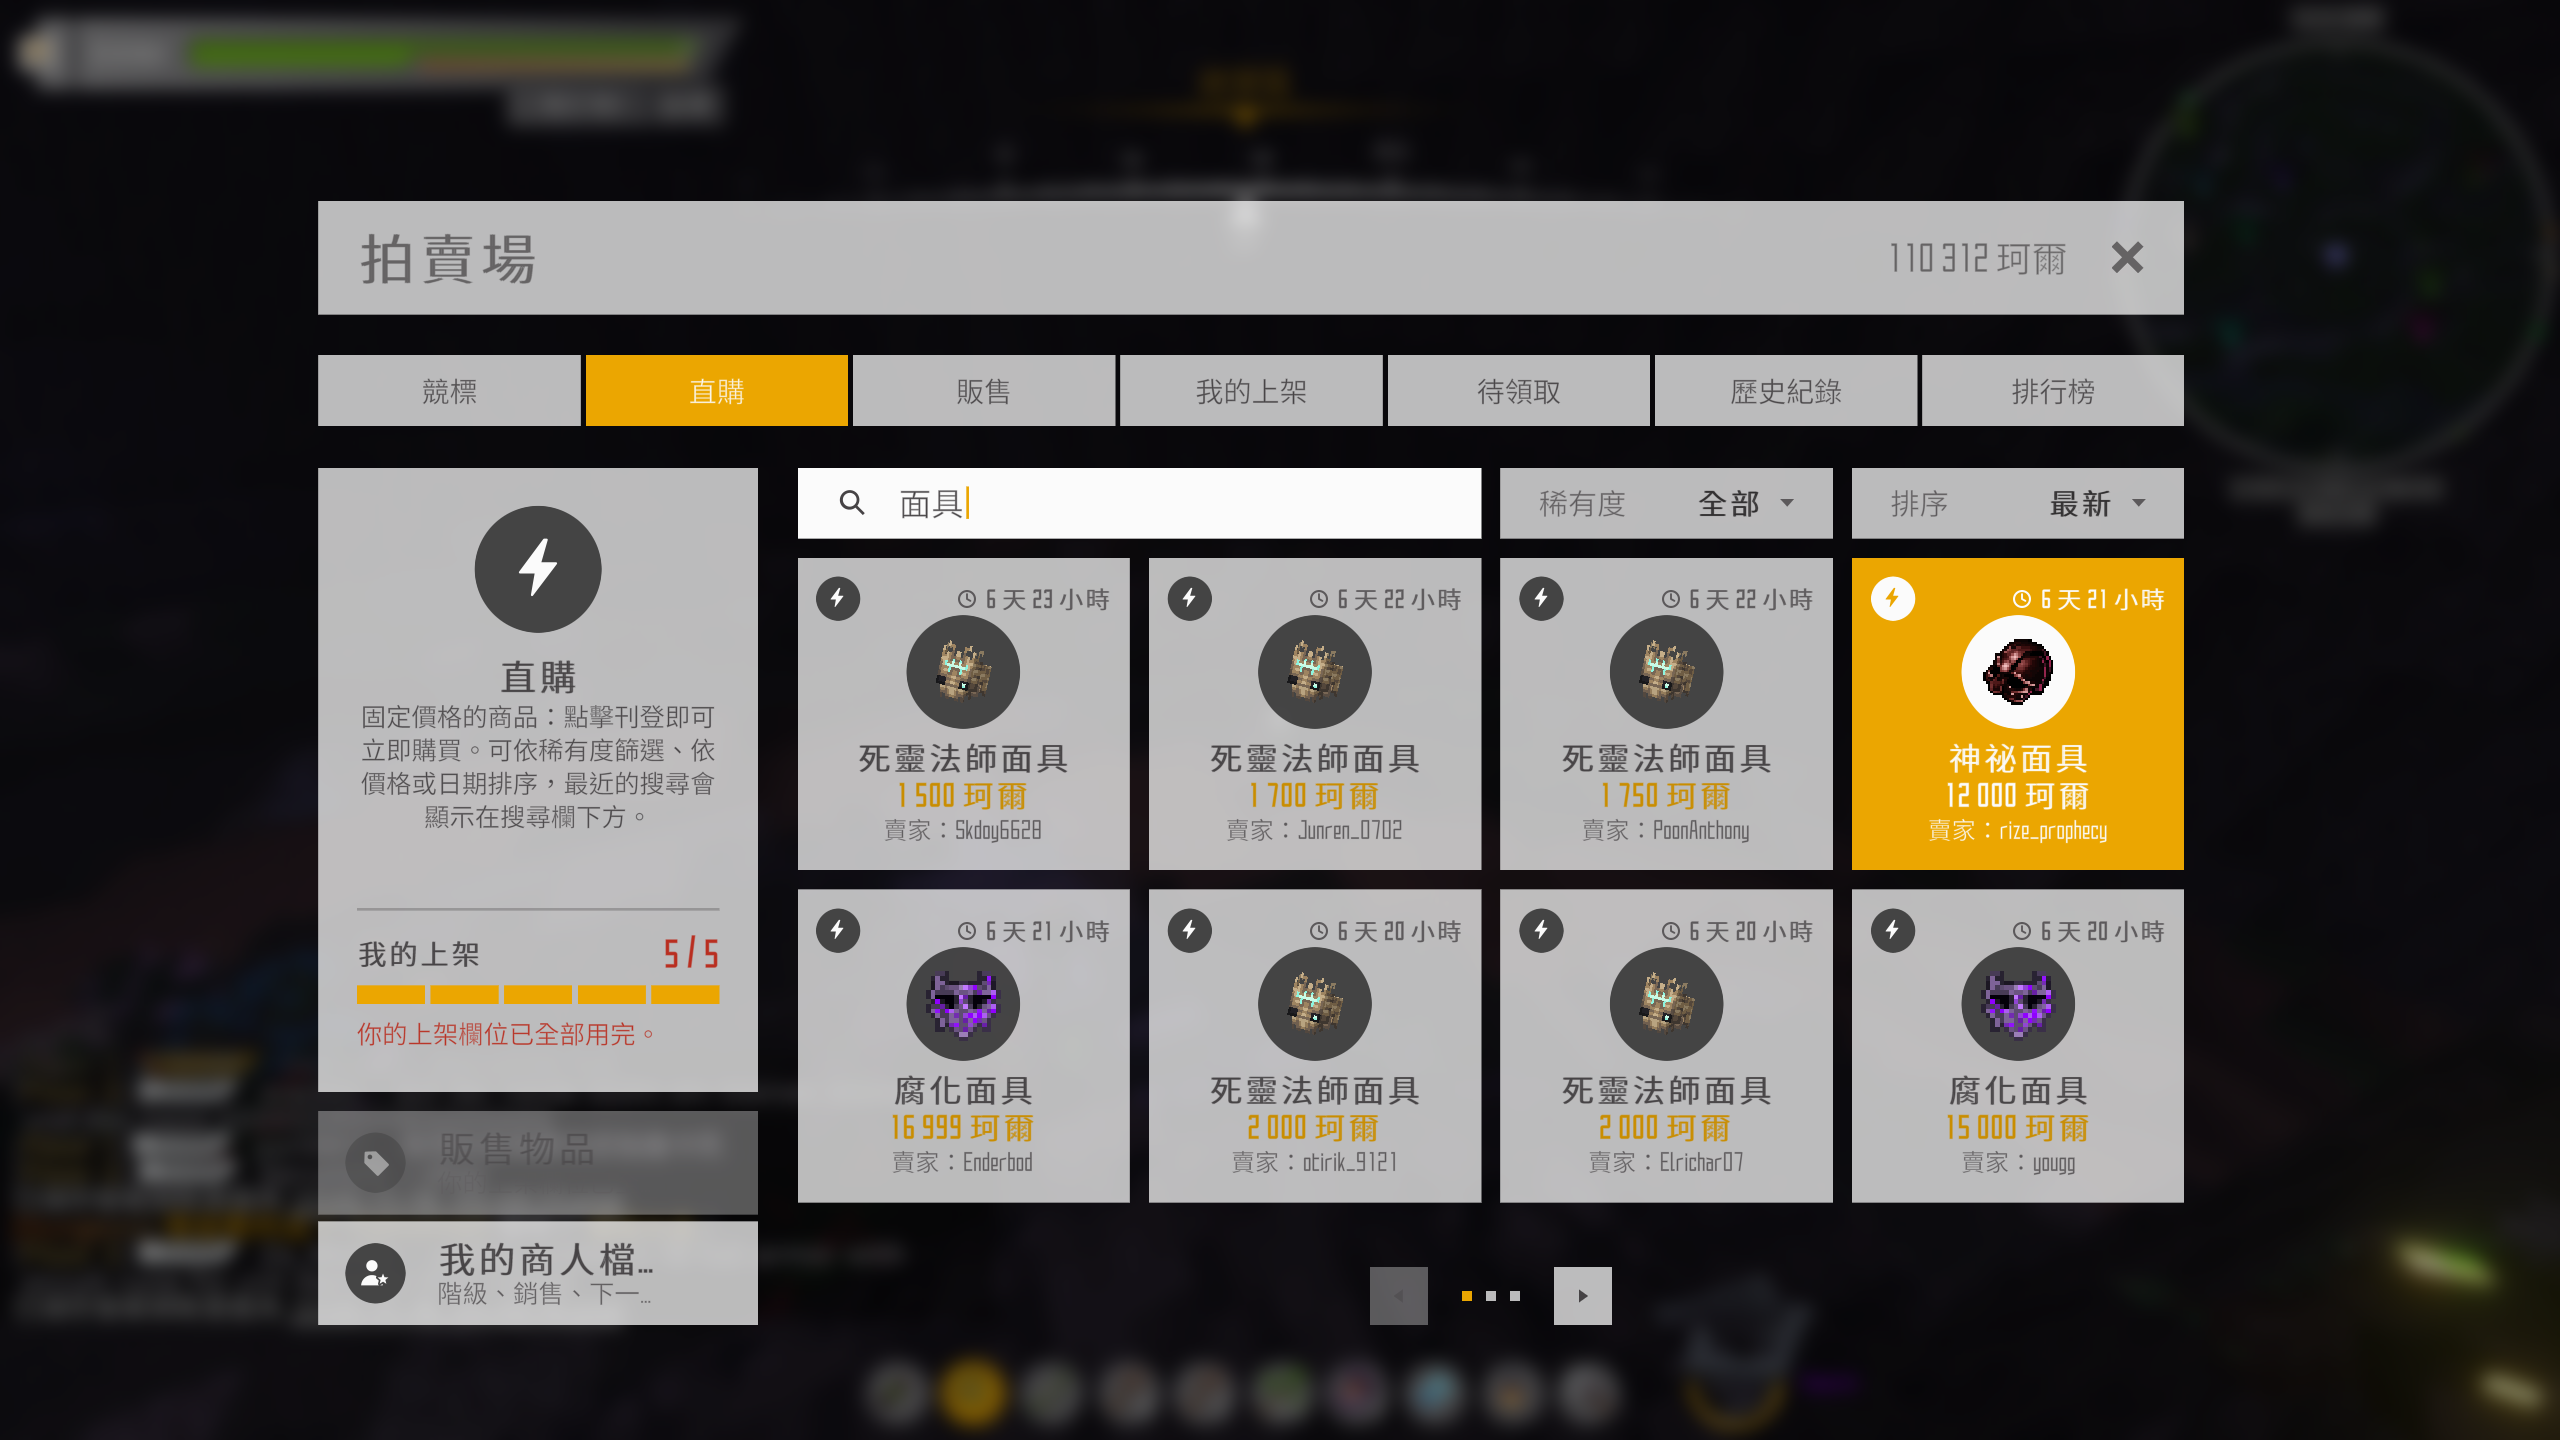 拍賣場
110 312 珂爾
競標
直購
販售
我的上架
待領取
歷史紀錄
排行榜
直購
固定價格的商品：點擊刊登即可
立即購買。可依稀有度篩選、依
價格或日期排序，最近的搜尋會
顯示在搜尋欄下方。
我的上架
5 / 5
你的上架欄位已全部用完。
販售物品
我的商人檔...
階級、銷售、下一...
面具
稀有度
全部
排序
最新
6 天 23 小時
死靈法師面具
1 500 珂爾
賣家：Skdoy6628
6 天 22 小時
死靈法師面具
1 700 珂爾
賣家：Junren_0702
6 天 22 小時
死靈法師面具
1 750 珂爾
賣家：PoonAnthony
6 天 21 小時
神祕面具
12 000 珂爾
賣家：rize_prophecy
6 天 21 小時
腐化面具
16 999 珂爾
賣家：Enderbod
6 天 20 小時
死靈法師面具
2 000 珂爾
賣家：otirik_9121
6 天 20 小時
死靈法師面具
2 000 珂爾
賣家：Elrichar07
6 天 20 小時
腐化面具
15 000 珂爾
賣家：yougg